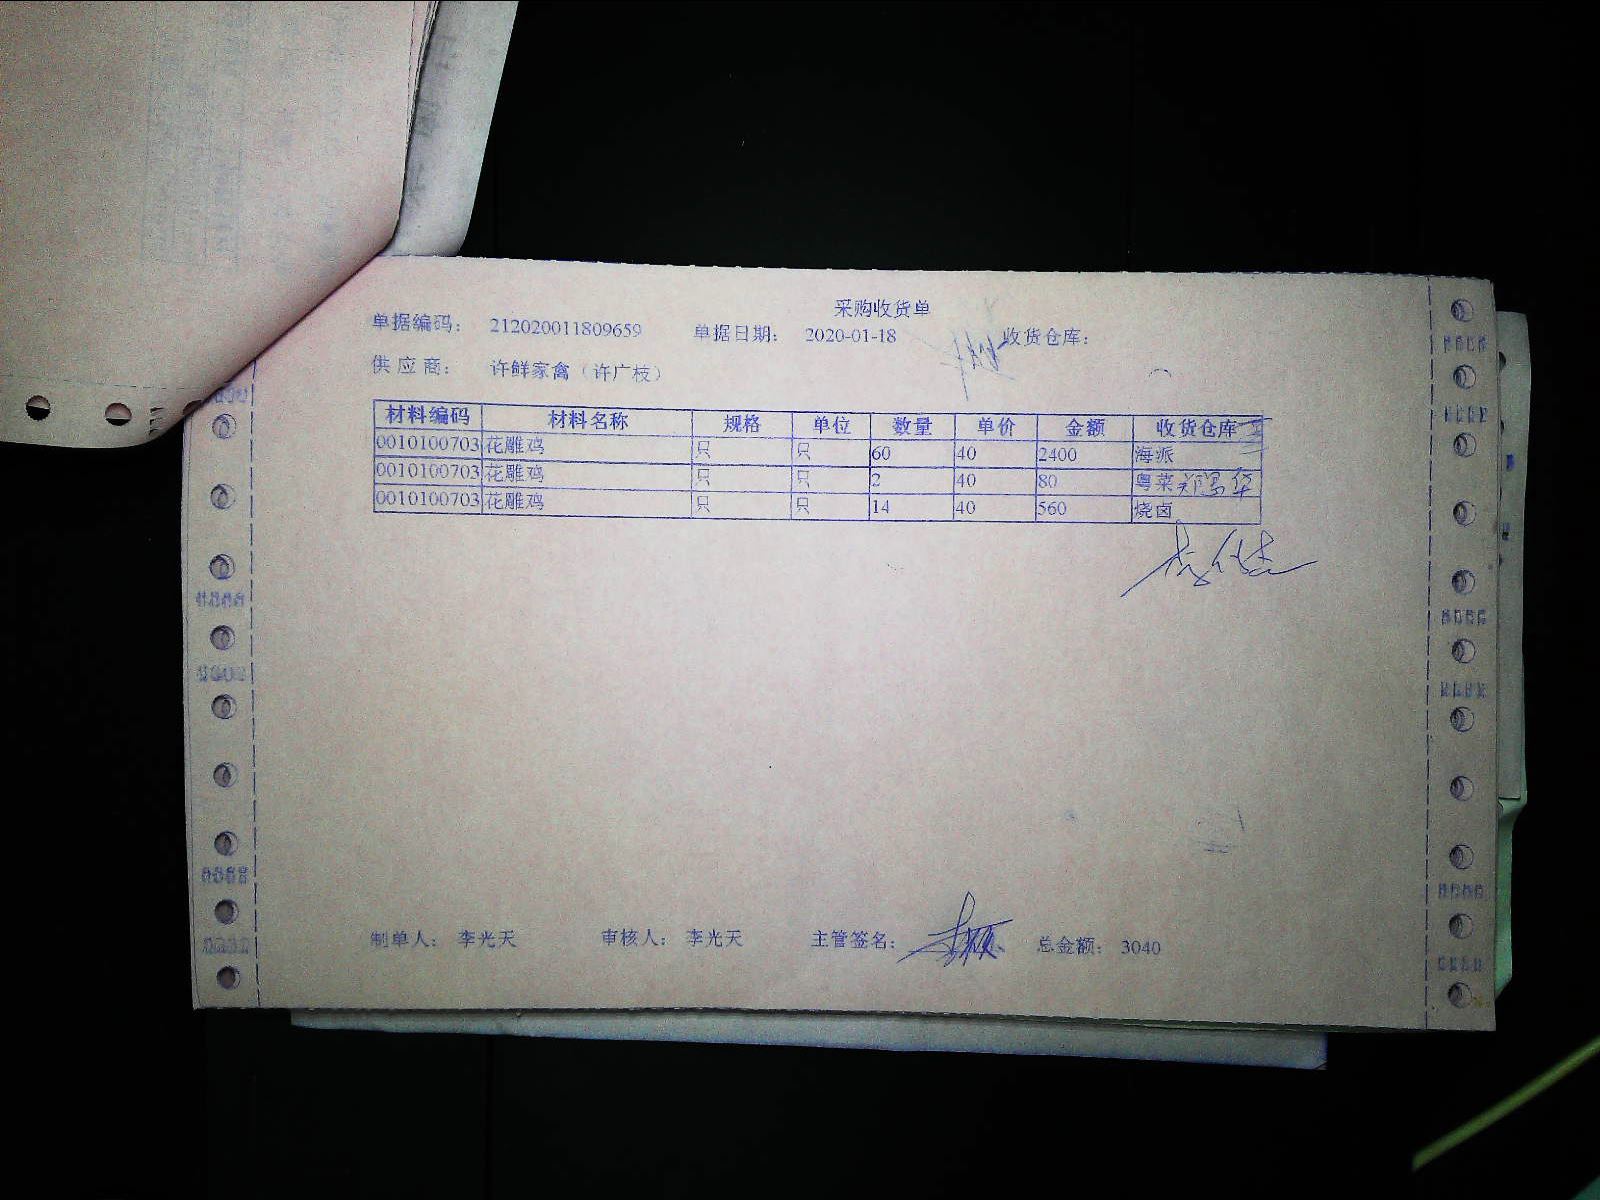 采购收货单
单据编码： 212020011809659 单据日期： 2020-01-18 收货仓库：
供 应 商： 许鲜家禽（许广枝）
材料编码 材料名称 规格 单位 数量 单价 金额 收货仓库
0010100703 花雕鸡 只 只 60 40 2400 海派
0010100703 花雕鸡 只 只 2 40 80 粤菜
0010100703 花雕鸡 只 只 14 40 560 烧卤
制单人： 李光天 审核人： 李光天 主管签名： 总金额： 3040